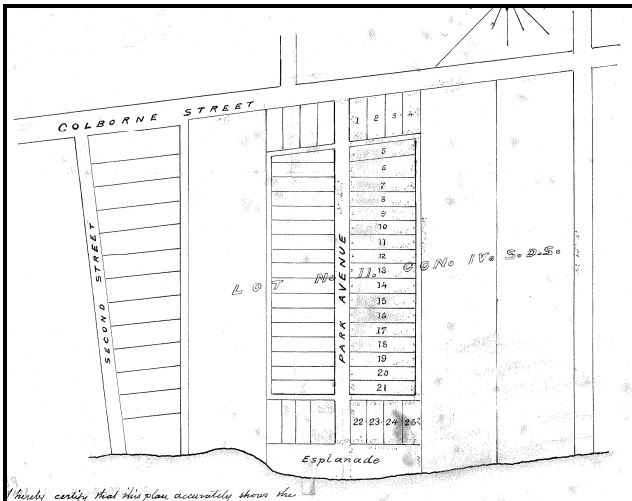 COLBORNE STREET
1 2 3 4
5
6
7
8
9
10
11
12
LOT No. 11. 13 CON. IV. S.D.S.
14
15
16
17
18
19
20
21
22 23 24 25
SECOND STREET
PARK AVENUE
Esplanade
I hereby certify that this plan accurately shows the